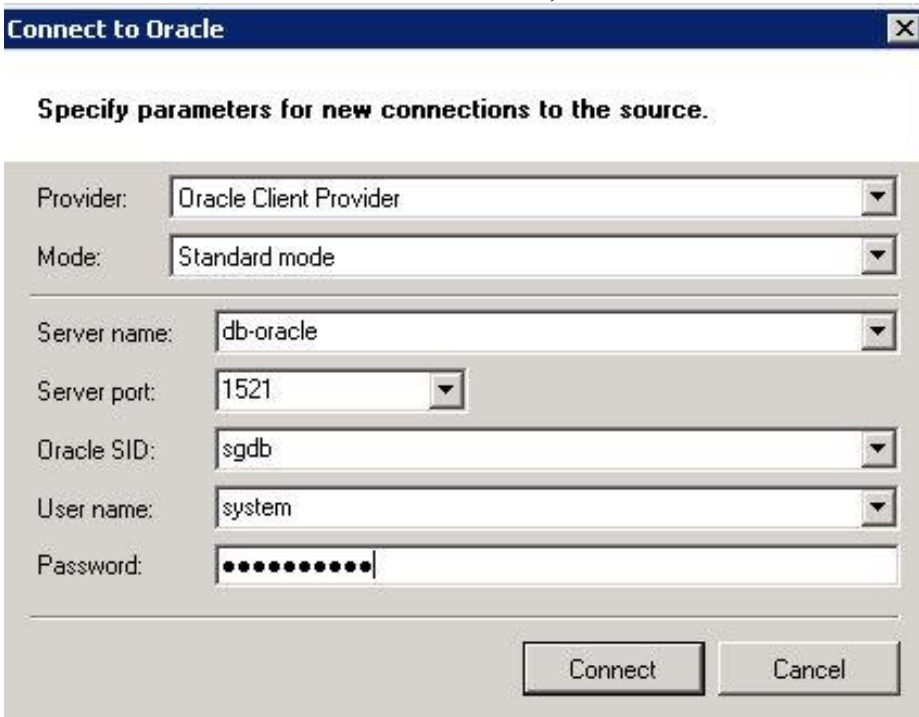 Connect to Oracle
Specify parameters for new connections to the source.
Provider: Oracle Client Provider
Mode: Standard mode
Server name: db-oracle
Server port: 1521
Oracle SID: sgdb
User name: system
Password: ●●●●●●●●●●
Connect Cancel